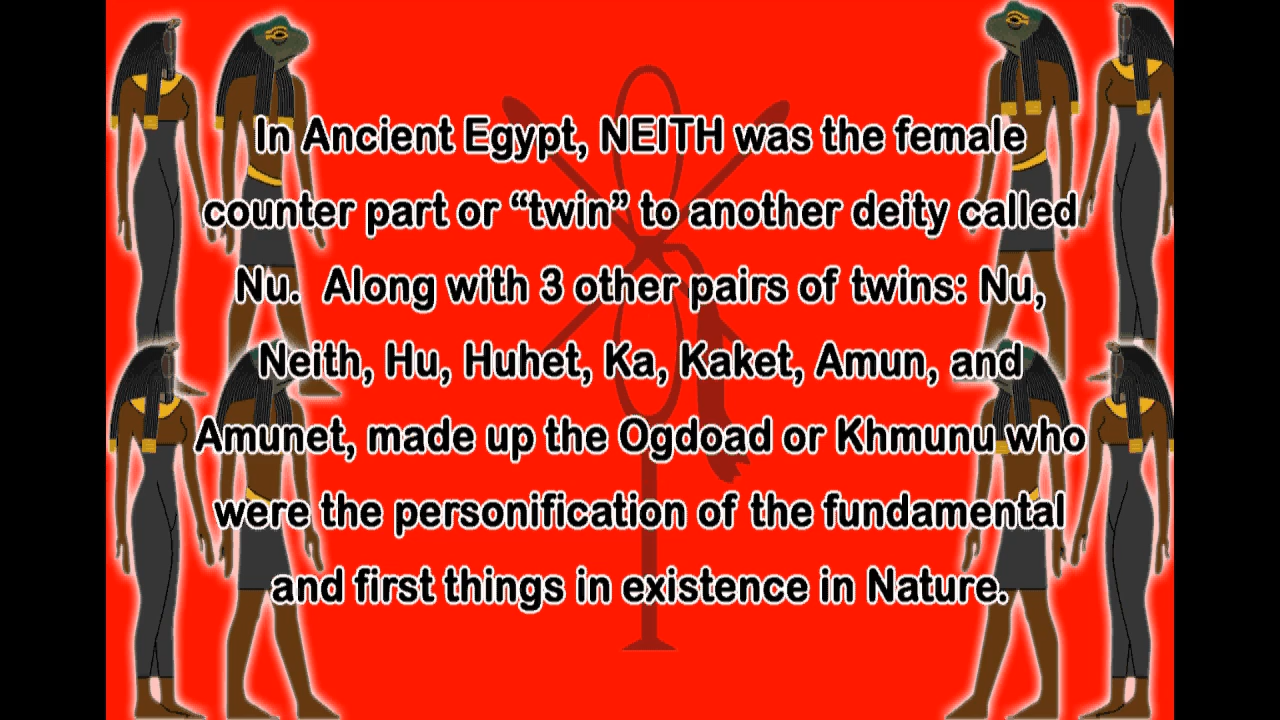 In Ancient Egypt, NEITH was the female
counter part or “twin” to another deity called
Nu.  Along with 3 other pairs of twins: Nu,
Neith, Hu, Huhet, Ka, Kaket, Amun, and
Amunet, made up the Ogdoad or Khmunu who
were the personification of the fundamental
and first things in existence in Nature.